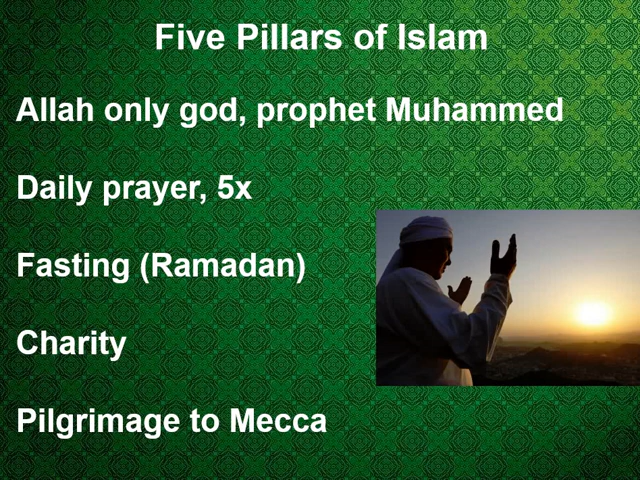 Five Pillars of Islam
Allah only god, prophet Muhammed
Daily prayer, 5x
Fasting (Ramadan)
Charity
Pilgrimage to Mecca